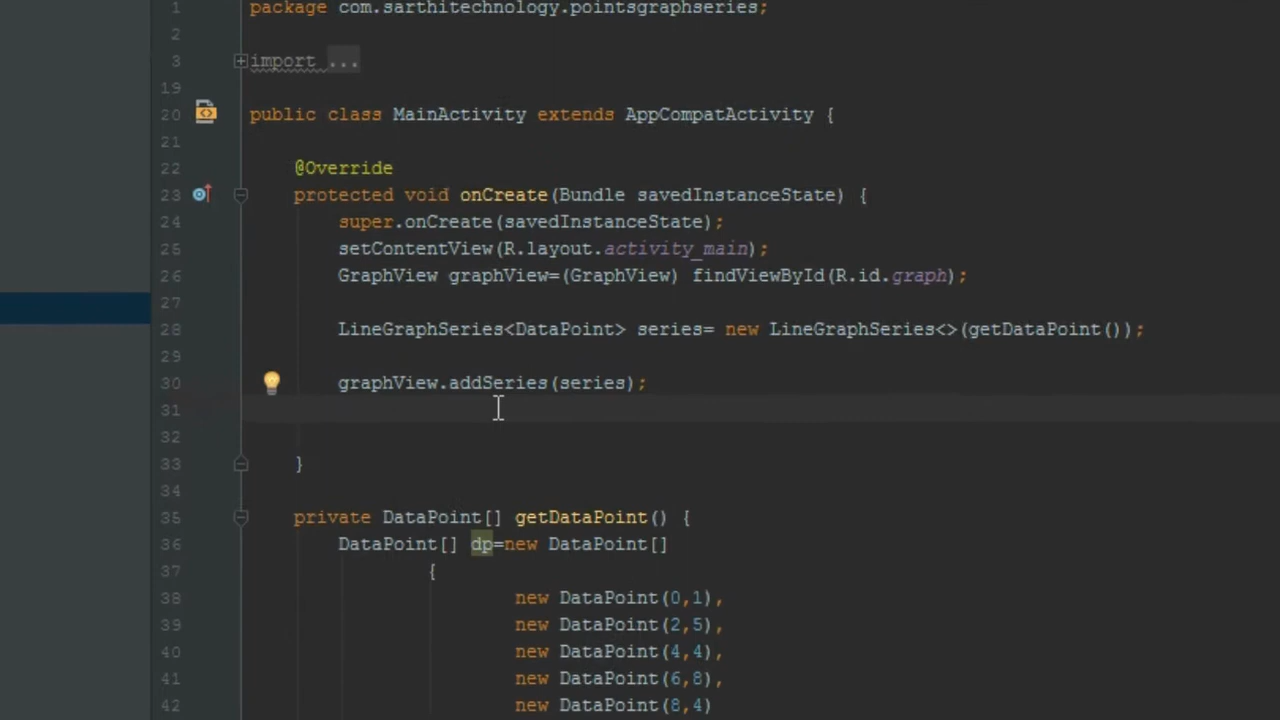 1 package com.sarthitechnology.pointsgraphseries;
2
3 import ...
19
20 public class MainActivity extends AppCompatActivity {
21
22 @Override
23 protected void onCreate(Bundle savedInstanceState) {
24 super.onCreate(savedInstanceState);
25 setContentView(R.layout.activity_main);
26 GraphView graphView=(GraphView) findViewById(R.id.graph);
27
28 LineGraphSeries<DataPoint> series= new LineGraphSeries<>(getDataPoint());
29
30 graphView.addSeries(series);
31
32
33 }
34
35 private DataPoint[] getDataPoint() {
36 DataPoint[] dp=new DataPoint[]
37 {
38 new DataPoint(0,1),
39 new DataPoint(2,5),
40 new DataPoint(4,4),
41 new DataPoint(6,8),
42 new DataPoint(8,4)